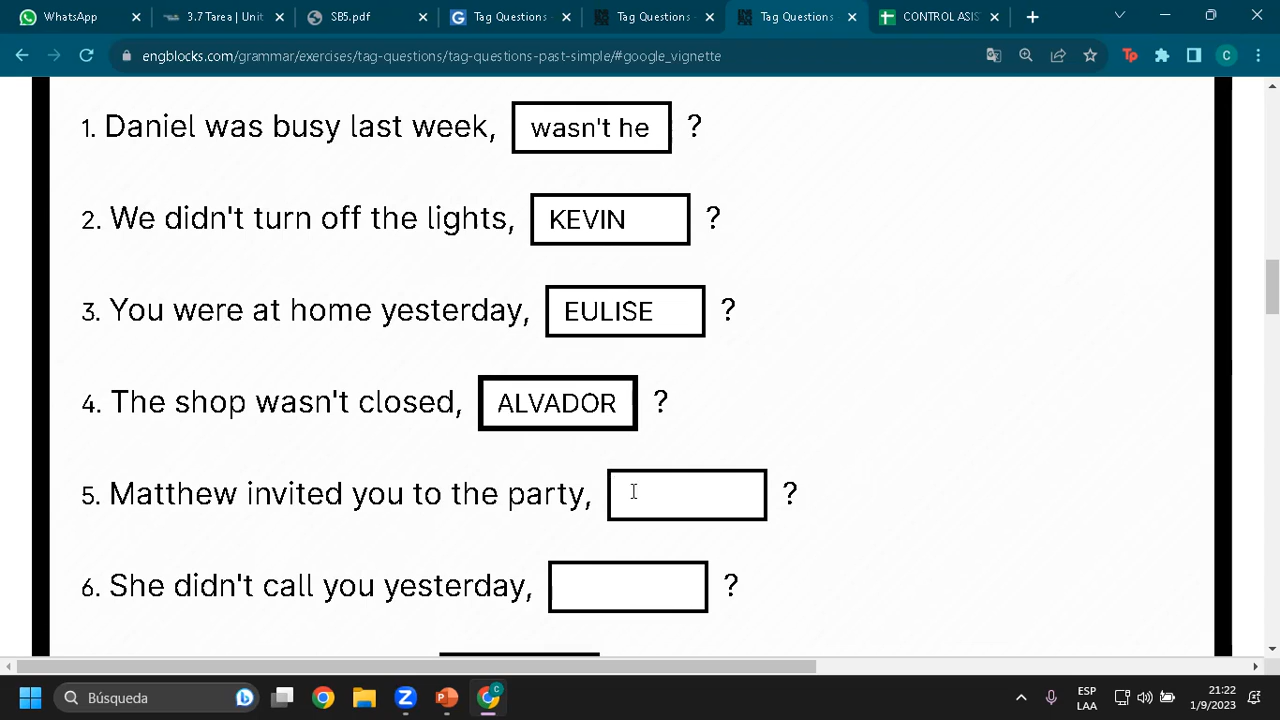 WhatsApp
3.7 Tarea | Unit
SB5.pdf
Tag Questions
Tag Questions
Tag Questions
CONTROL ASIS
engblocks.com/grammar/exercises/tag-questions/tag-questions-past-simple/#google_vignette
C
1. Daniel was busy last week, wasn't he ?
2. We didn't turn off the lights, KEVIN ?
3. You were at home yesterday, EULISE ?
4. The shop wasn't closed, ALVADOR ?
5. Matthew invited you to the party, ?
6. She didn't call you yesterday, ?
Búsqueda
ESP
LAA
21:22
1/9/2023